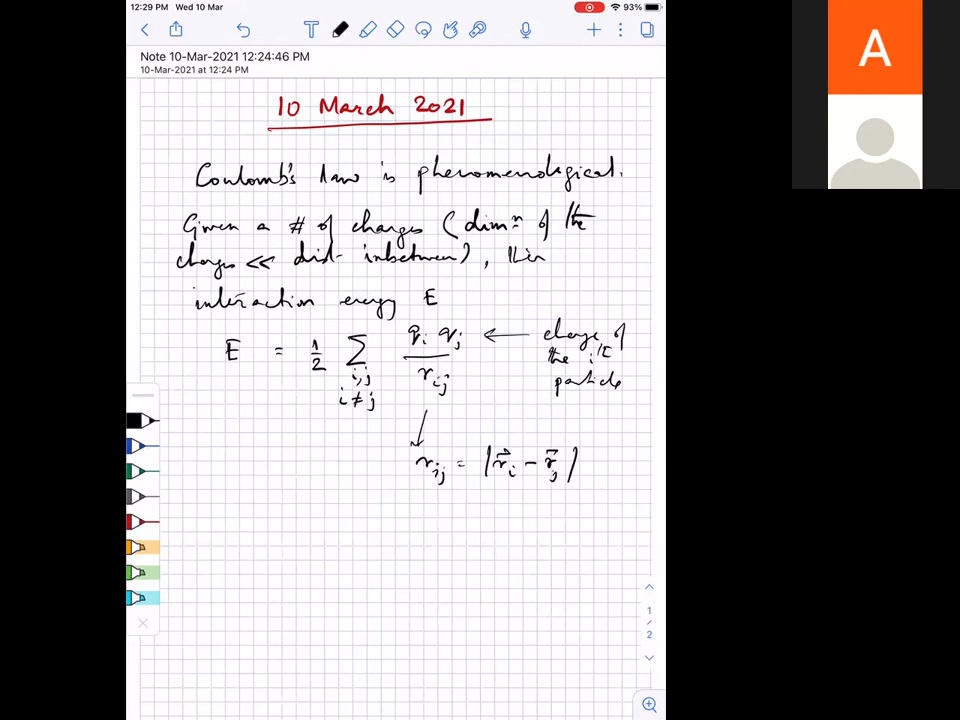 12:29 PM Wed 10 Mar
93%
A
Note 10-Mar-2021 12:24:46 PM
10-Mar-2021 at 12:24 PM
10 March 2021
Coulomb's law is phenomenological.
Given a # of charges (dimⁿ of the
charges << dist. inbetween), their
interaction energy E
E = 1/2 ∑ i,j i≠j qᵢ qⱼ / rᵢⱼ ← charge of
the iᵗʰ
particle
rᵢⱼ = |r⃗ᵢ - r⃗ⱼ|
1
/
2